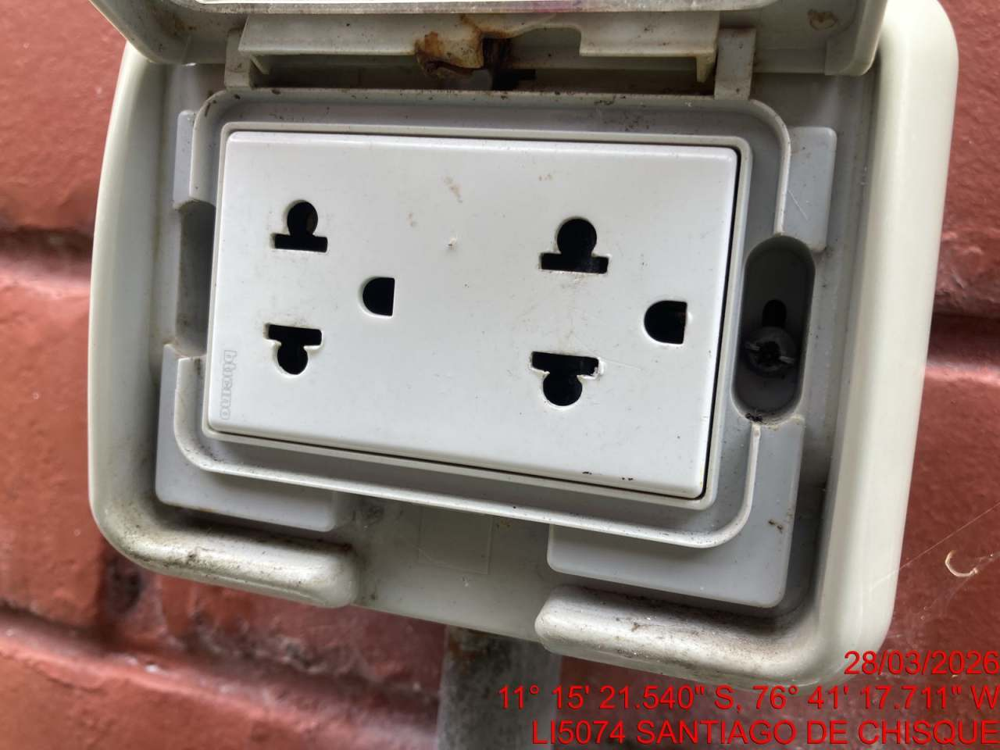 bticino
28/03/2026
11° 15' 21.540" S, 76° 41' 17.711" W
LI5074 SANTIAGO DE CHISQUE